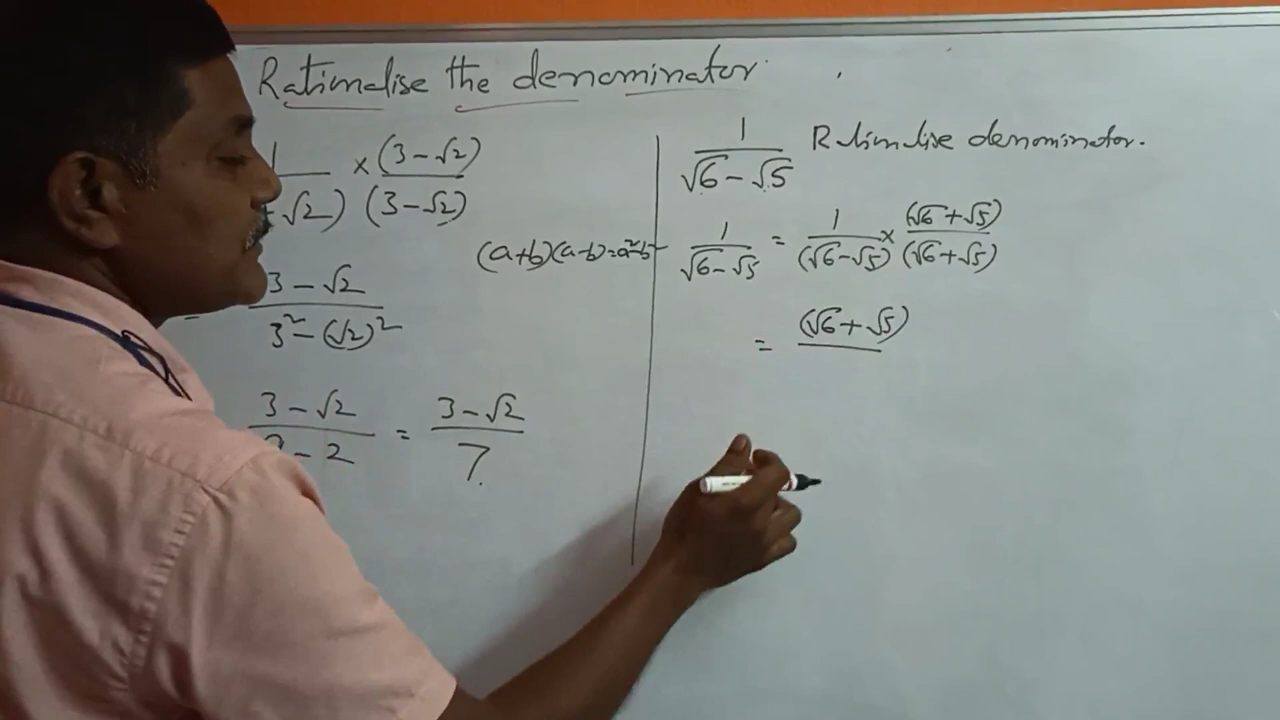 Rationalise the denominator.
1 × (3-√2)
+√2) (3-√2)
(a+b)(a-b)=a²-b²
= 3-√2
3²-(√2)²
3-√2 = 3-√2
-2 7.
1 Rationalise denominator.
√6-√5
1 = 1 × (√6+√5)
√6-√5 (√6-√5) (√6+√5)
= (√6+√5)